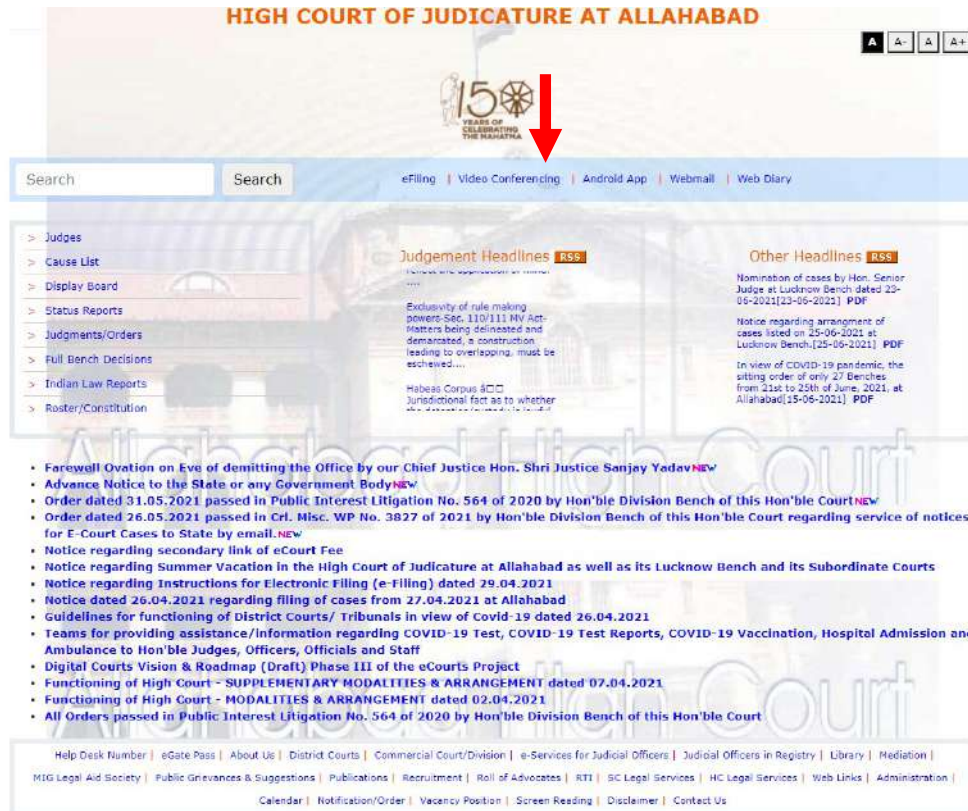 HIGH COURT OF JUDICATURE AT ALLAHABAD
A A- A A+
150
YEARS OF
CELEBRATING
THE MAHATMA
Search Search eFiling | Video Conferencing | Android App | Webmail | Web Diary
> Judges
> Cause List
> Display Board
> Status Reports
> Judgments/Orders
> Full Bench Decisions
> Indian Law Reports
> Roster/Constitution
Judgement Headlines RSS
....
Exclusivity of rule making
powers-Sec. 110/111 MV Act-
Matters being delineated and
demarcated, a construction
leading to overlapping, must be
eschewed....
Habeas Corpus â□□
Jurisdictional fact as to whether
Other Headlines RSS
Nomination of cases by Hon. Senior
Judge at Lucknow Bench dated 23-
06-2021[23-06-2021] PDF
Notice regarding arrangment of
cases listed on 25-06-2021 at
Lucknow Bench.[25-06-2021] PDF
In view of COVID-19 pandemic, the
sitting order of only 27 Benches
from 21st to 25th of June, 2021, at
Allahabad[15-06-2021] PDF
Allahabad High Court
• Farewell Ovation on Eve of demitting the Office by our Chief Justice Hon. Shri Justice Sanjay Yadav NEW
• Advance Notice to the State or any Government Body NEW
• Order dated 31.05.2021 passed in Public Interest Litigation No. 564 of 2020 by Hon'ble Division Bench of this Hon'ble Court NEW
• Order dated 26.05.2021 passed in Crl. Misc. WP No. 3827 of 2021 by Hon'ble Division Bench of this Hon'ble Court regarding service of notices
for E-Court Cases to State by email. NEW
• Notice regarding secondary link of eCourt Fee
• Notice regarding Summer Vacation in the High Court of Judicature at Allahabad as well as its Lucknow Bench and its Subordinate Courts
• Notice regarding Instructions for Electronic Filing (e-Filing) dated 29.04.2021
• Notice dated 26.04.2021 regarding filing of cases from 27.04.2021 at Allahabad
• Guidelines for functioning of District Courts/ Tribunals in view of Covid-19 dated 26.04.2021
• Teams for providing assistance/information regarding COVID-19 Test, COVID-19 Test Reports, COVID-19 Vaccination, Hospital Admission and
Ambulance to Hon'ble Judges, Officers, Officials and Staff
• Digital Courts Vision & Roadmap (Draft) Phase III of the eCourts Project
• Functioning of High Court - SUPPLEMENTARY MODALITIES & ARRANGEMENT dated 07.04.2021
• Functioning of High Court - MODALITIES & ARRANGEMENT dated 02.04.2021
• All Orders passed in Public Interest Litigation No. 564 of 2020 by Hon'ble Division Bench of this Hon'ble Court
Allahabad High Court
Help Desk Number | eGate Pass | About Us | District Courts | Commercial Court/Division | e-Services for Judicial Officers | Judicial Officers in Registry | Library | Mediation |
MIG Legal Aid Society | Public Grievances & Suggestions | Publications | Recruitment | Roll of Advocates | RTI | SC Legal Services | HC Legal Services | Web Links | Administration |
Calendar | Notification/Order | Vacancy Position | Screen Reading | Disclaimer | Contact Us